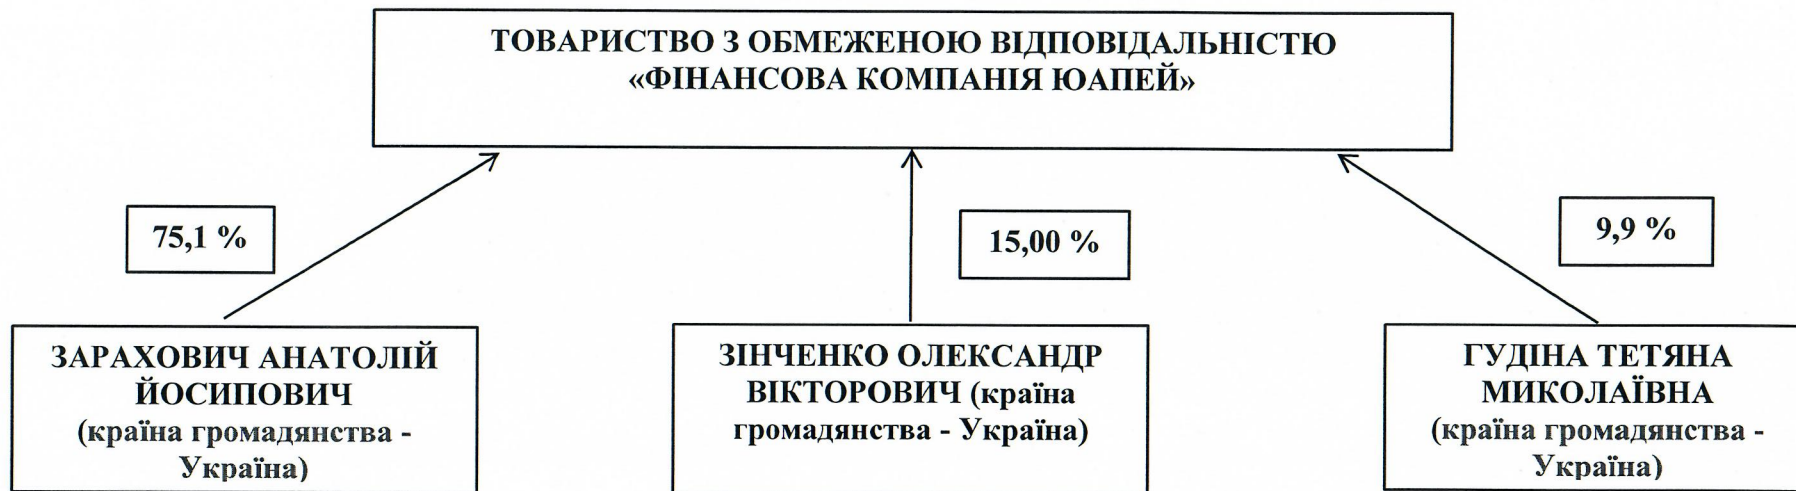 ТОВАРИСТВО З ОБМЕЖЕНОЮ ВІДПОВІДАЛЬНІСТЮ
«ФІНАНСОВА КОМПАНІЯ ЮАПЕЙ»
75,1 %
15,00 %
9,9 %
ЗАРАХОВИЧ АНАТОЛІЙ
ЙОСИПОВИЧ
(країна громадянства -
Україна)
ЗІНЧЕНКО ОЛЕКСАНДР
ВІКТОРОВИЧ (країна
громадянства - Україна)
ГУДІНА ТЕТЯНА
МИКОЛАЇВНА
(країна громадянства -
Україна)